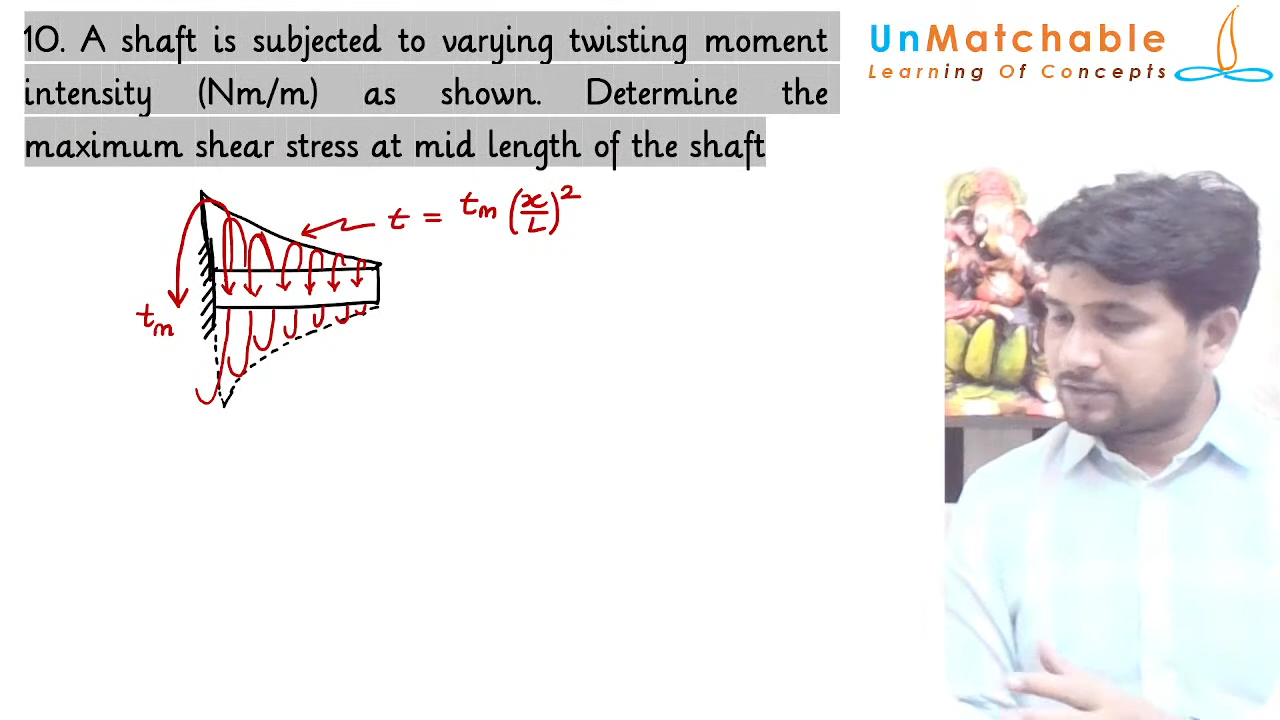 10. A shaft is subjected to varying twisting moment
intensity (Nm/m) as shown. Determine the
maximum shear stress at mid length of the shaft
UnMatchable
Learning Of Concepts
t = tm (x/L)²
tm